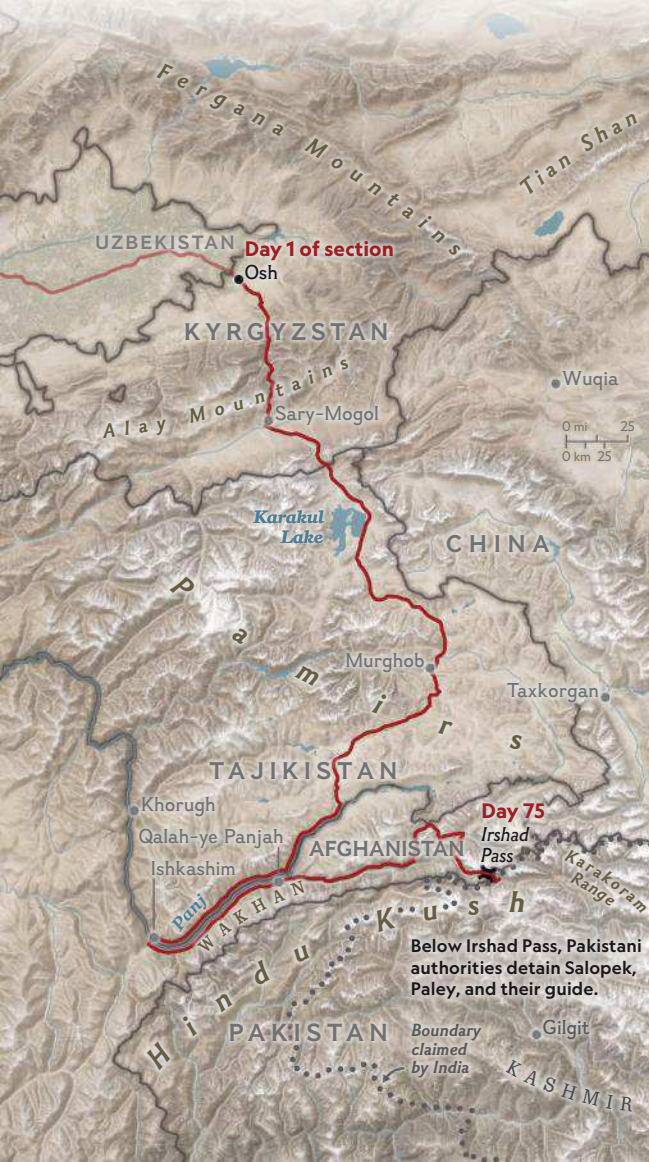 Fergana Mountains
Tian Shan
UZBEKISTAN
Day 1 of section
Osh
KYRGYZSTAN
Wuqia
Alay Mountains
Sary-Mogol
0 mi 25
0 km 25
Karakul
Lake
CHINA
Pamirs
Murghob
Taxkorgan
TAJIKISTAN
Khorugh
Day 75
Irshad
Pass
Qalah-ye Panjah
AFGHANISTAN
Ishkashim
Karakoram
Range
Panj
WAKHAN
Hindu Kush
Below Irshad Pass, Pakistani
authorities detain Salopek,
Paley, and their guide.
PAKISTAN
Boundary
claimed
by India
Gilgit
KASHMIR